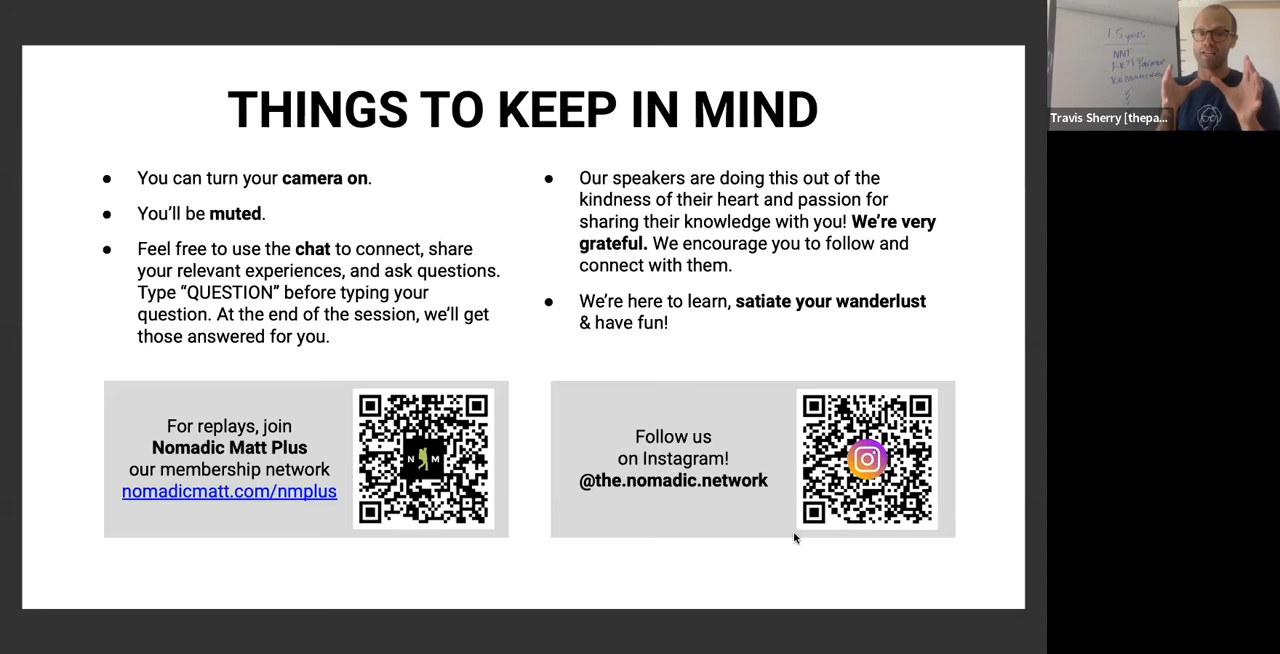 THINGS TO KEEP IN MIND
● You can turn your camera on.
● You’ll be muted.
● Feel free to use the chat to connect, share
your relevant experiences, and ask questions.
Type “QUESTION” before typing your
question. At the end of the session, we’ll get
those answered for you.
● Our speakers are doing this out of the
kindness of their heart and passion for
sharing their knowledge with you! We’re very
grateful. We encourage you to follow and
connect with them.
● We’re here to learn, satiate your wanderlust
& have fun!
For replays, join
Nomadic Matt Plus
our membership network
nomadicmatt.com/nmplus
N M
Follow us
on Instagram!
@the.nomadic.network
1.5 years
NNT
Travis Sherry [thepa...